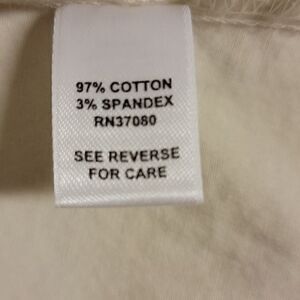 97% COTTON
3% SPANDEX
RN37080
SEE REVERSE
FOR CARE